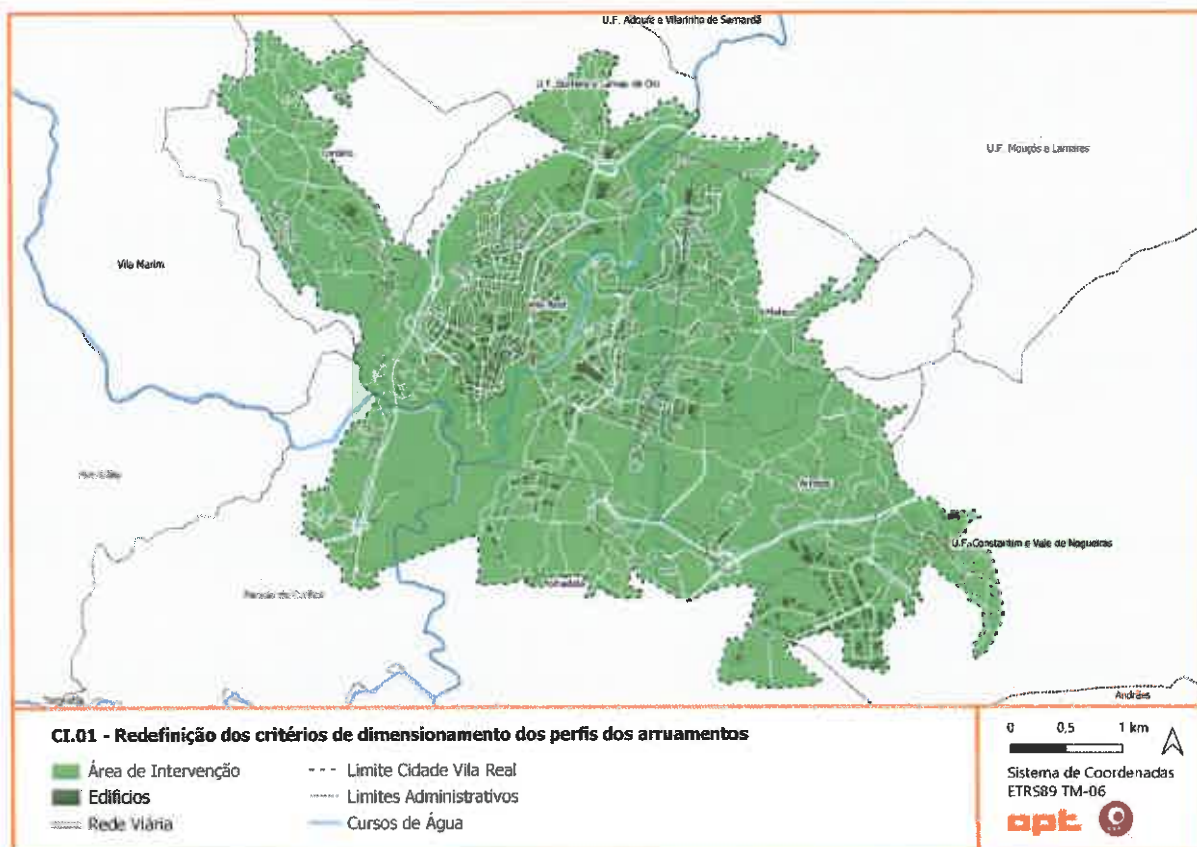 U.F. Adoufe e Vilarinho de Samardã
U.F. Mouçós e Lamares
Vila Marim
Mateus
U.F. Constantim e Vale de Nogueiras
Andrães
CI.01 - Redefinição dos critérios de dimensionamento dos perfis dos arruamentos
Área de Intervenção
Edifícios
Rede Viária
Limite Cidade Vila Real
Limites Administrativos
Cursos de Água
0 0,5 1 km
Sistema de Coordenadas
ETRS89 TM-06
opt